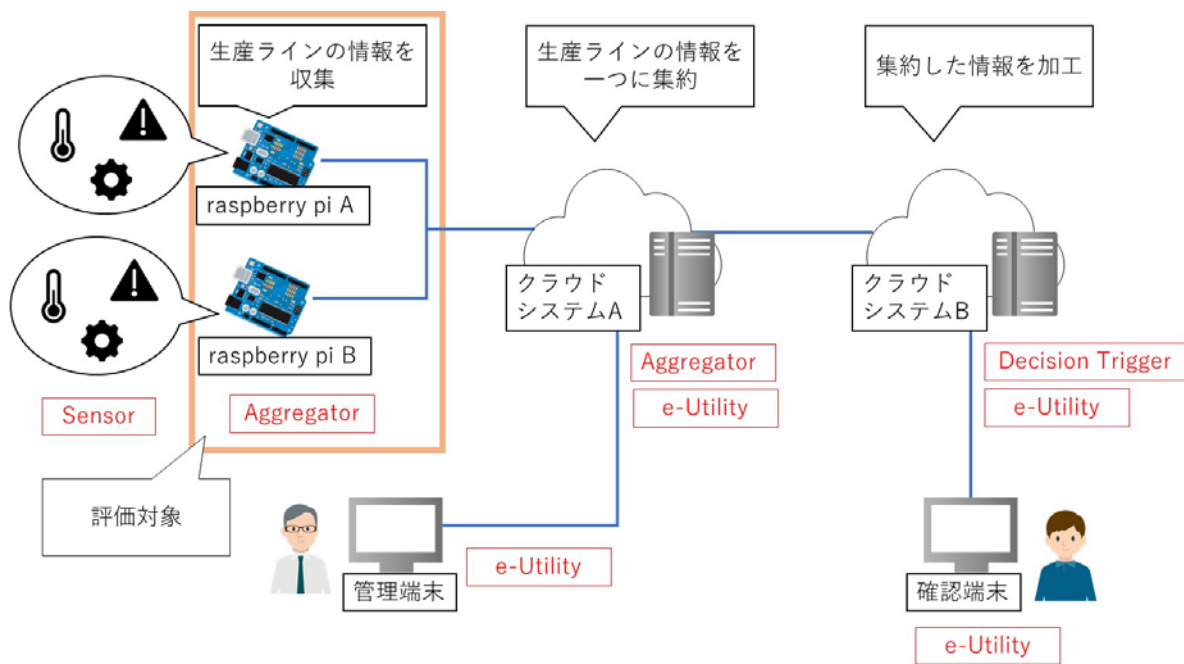 生産ラインの情報を
収集
生産ラインの情報を
一つに集約
集約した情報を加工
raspberry pi A
raspberry pi B
クラウド
システムA
クラウド
システムB
Sensor
Aggregator
Aggregator
e-Utility
Decision Trigger
e-Utility
評価対象
管理端末
e-Utility
確認端末
e-Utility